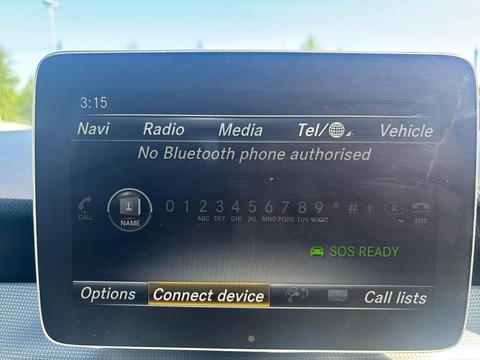 3:15
Navi Radio Media Tel/ Vehicle
No Bluetooth phone authorised
CALL NAME 0 1 2 3 4 5 6 7 8 9 * # + END
ABC DEF GHI JKL MNO PQRS TUV WXYZ
SOS READY
Options Connect device Call lists